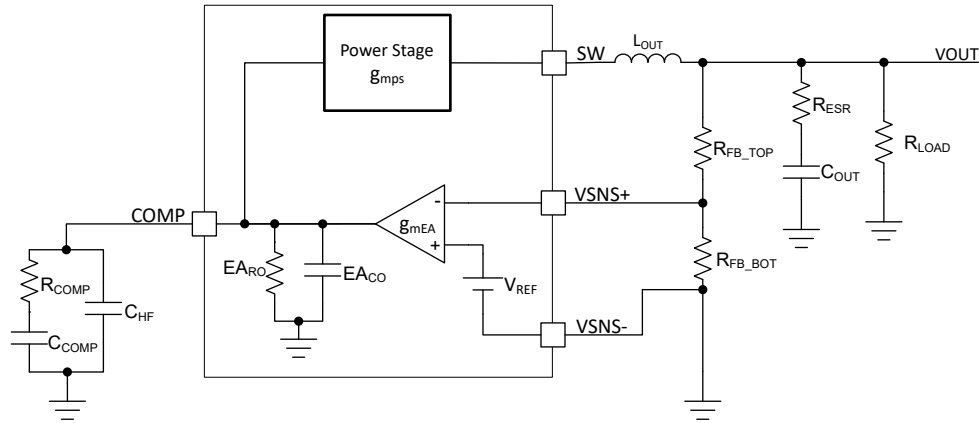 Power Stage
gmps
SW
LOUT
VOUT
RESR
RFB_TOP
COUT
RLOAD
COMP
VSNS+
-
gmEA
+
RFB_BOT
EARO
EACO
VREF
RCOMP
CHF
CCOMP
VSNS-